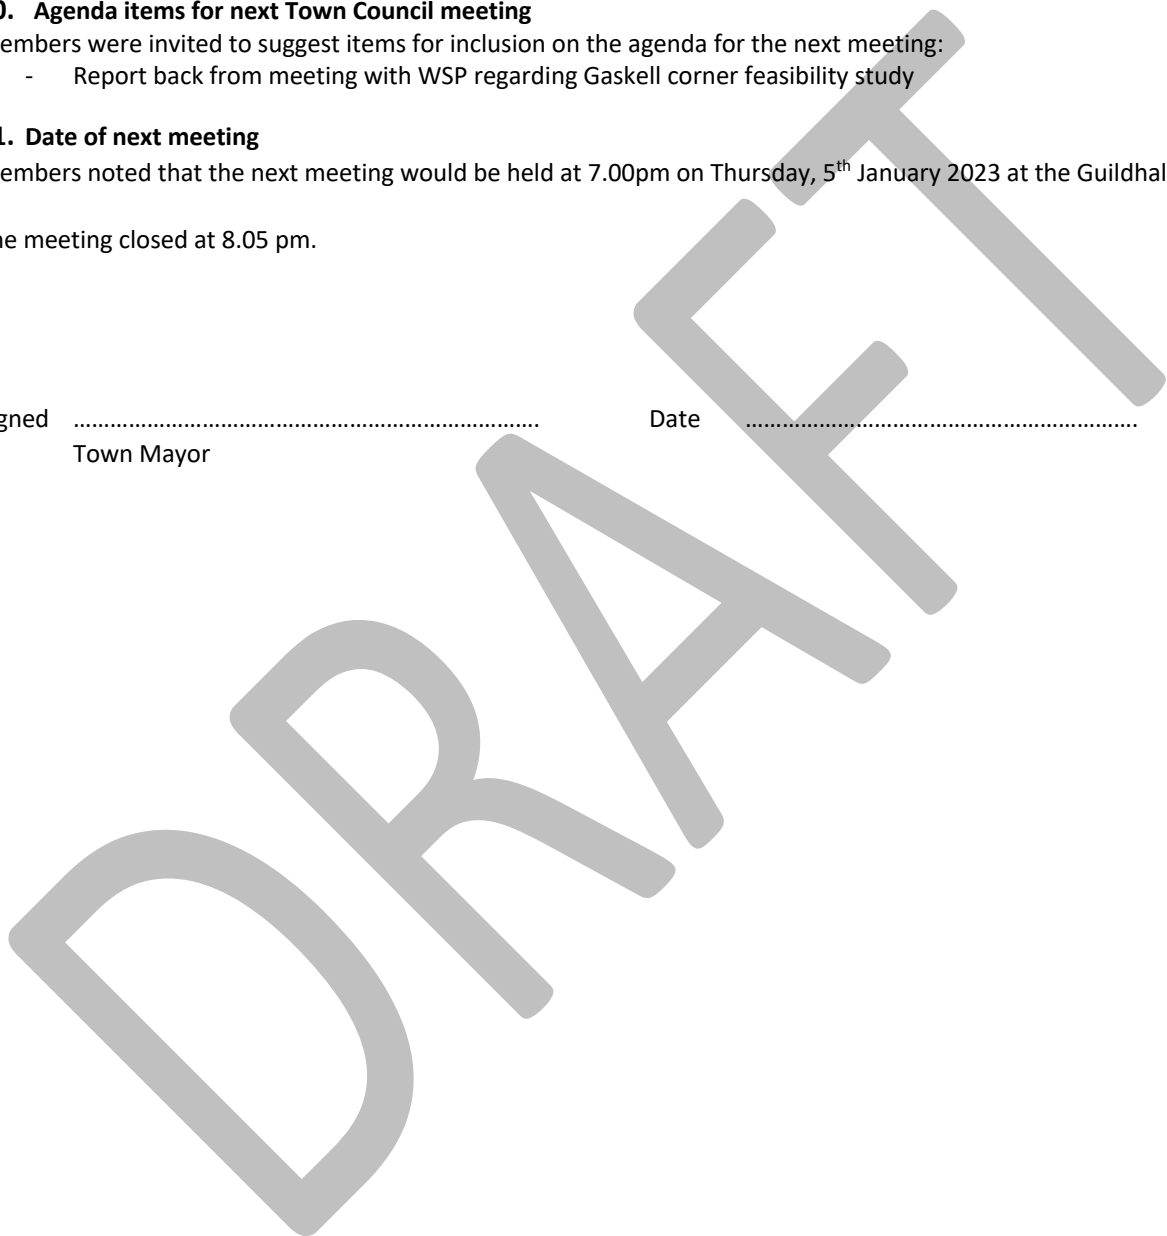 0. Agenda items for next Town Council meeting
embers were invited to suggest items for inclusion on the agenda for the next meeting:
- Report back from meeting with WSP regarding Gaskell corner feasibility study
1. Date of next meeting
embers noted that the next meeting would be held at 7.00pm on Thursday, 5th January 2023 at the Guildhal
he meeting closed at 8.05 pm.
gned ………………………………………………………………. Date ……………………………………………………….
Town Mayor
DRAFT